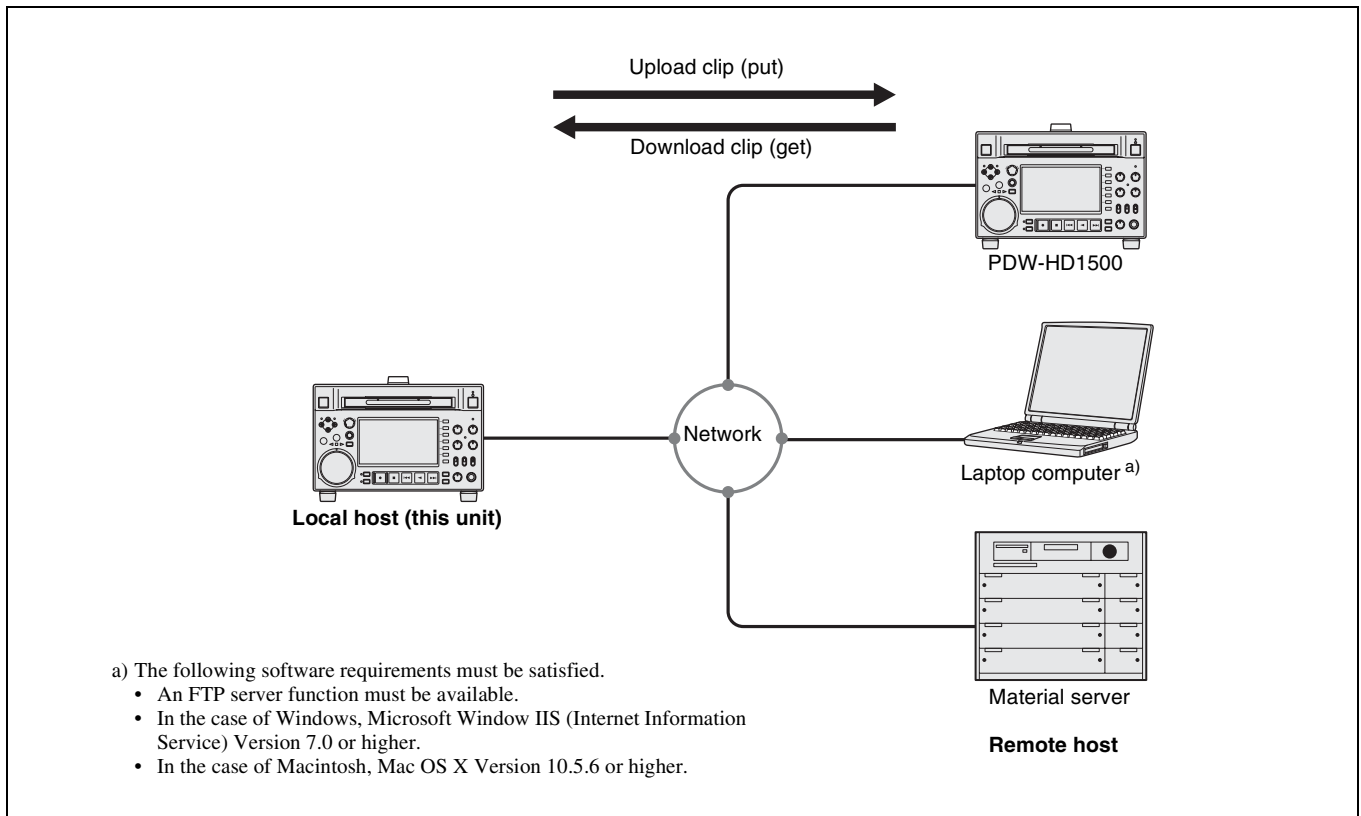 Upload clip (put)
Download clip (get)
PDW-HD1500
Network
Laptop computer a)
Local host (this unit)
Material server
Remote host
a) The following software requirements must be satisfied.
• An FTP server function must be available.
• In the case of Windows, Microsoft Window IIS (Internet Information
Service) Version 7.0 or higher.
• In the case of Macintosh, Mac OS X Version 10.5.6 or higher.